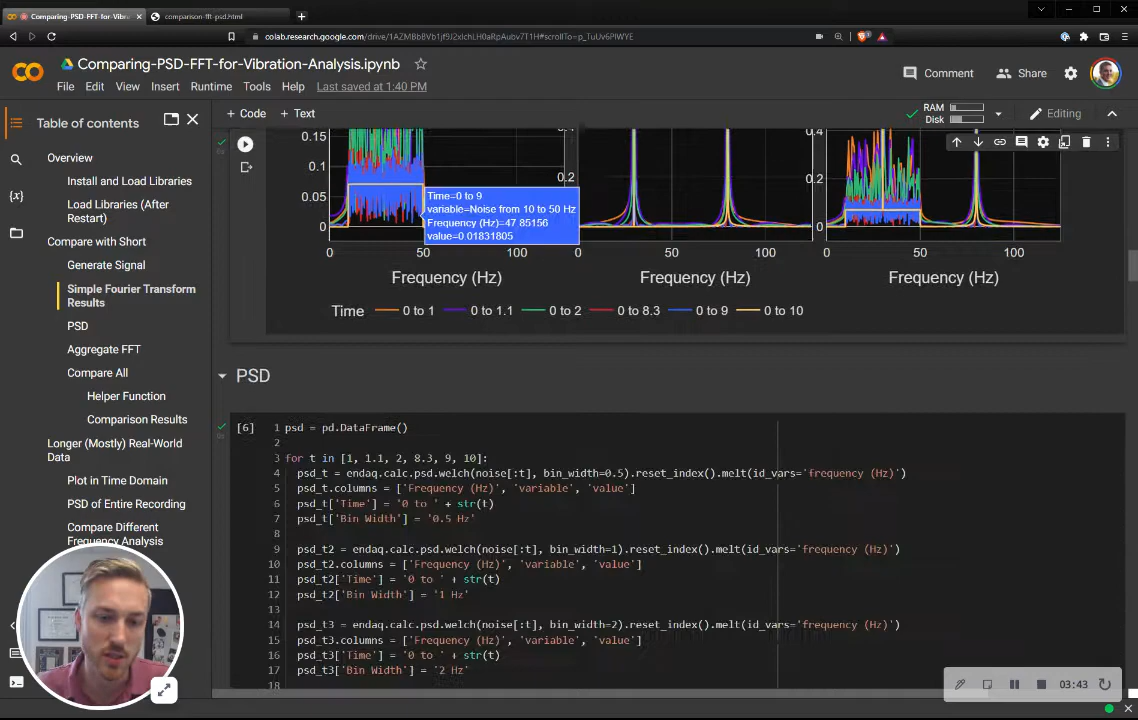 Comparing-PSD-FFT-for-Vibra
comparison-fft-psd.html
colab.research.google.com/drive/1AZMBbBVb1jf9J2xlchLH0aRpAubv7T1H#scrollTo=p_TuUv6PIWYE
Comparing-PSD-FFT-for-Vibration-Analysis.ipynb
Comment
Share
File Edit View Insert Runtime Tools Help Last saved at 1:40 PM
+ Code + Text
RAM
Disk
Editing
Table of contents
Overview
Install and Load Libraries
Load Libraries (After
Restart)
Compare with Short
Generate Signal
Simple Fourier Transform
Results
PSD
Aggregate FFT
Compare All
Helper Function
Comparison Results
Longer (Mostly) Real-World
Data
Plot in Time Domain
PSD of Entire Recording
Compare Different
Frequency Analysis
0.15
0.1
0.05
0
0.2
0
0.4
0.2
0
Time=0 to 9
variable=Noise from 10 to 50 Hz
Frequency (Hz)=47.85156
value=0.01831805
0 50 100 0 50 100 0 50 100
Frequency (Hz) Frequency (Hz) Frequency (Hz)
Time 0 to 1 0 to 1.1 0 to 2 0 to 8.3 0 to 9 0 to 10
PSD
[6]
1 psd = pd.DataFrame()
2
3 for t in [1, 1.1, 2, 8.3, 9, 10]:
4 psd_t = endaq.calc.psd.welch(noise[:t], bin_width=0.5).reset_index().melt(id_vars='frequency (Hz)')
5 psd_t.columns = ['Frequency (Hz)', 'variable', 'value']
6 psd_t['Time'] = '0 to ' + str(t)
7 psd_t['Bin Width'] = '0.5 Hz'
8
9 psd_t2 = endaq.calc.psd.welch(noise[:t], bin_width=1).reset_index().melt(id_vars='frequency (Hz)')
10 psd_t2.columns = ['Frequency (Hz)', 'variable', 'value']
11 psd_t2['Time'] = '0 to ' + str(t)
12 psd_t2['Bin Width'] = '1 Hz'
13
14 psd_t3 = endaq.calc.psd.welch(noise[:t], bin_width=2).reset_index().melt(id_vars='frequency (Hz)')
15 psd_t3.columns = ['Frequency (Hz)', 'variable', 'value']
16 psd_t3['Time'] = '0 to ' + str(t)
17 psd_t3['Bin Width'] = '2 Hz'
18
03:43